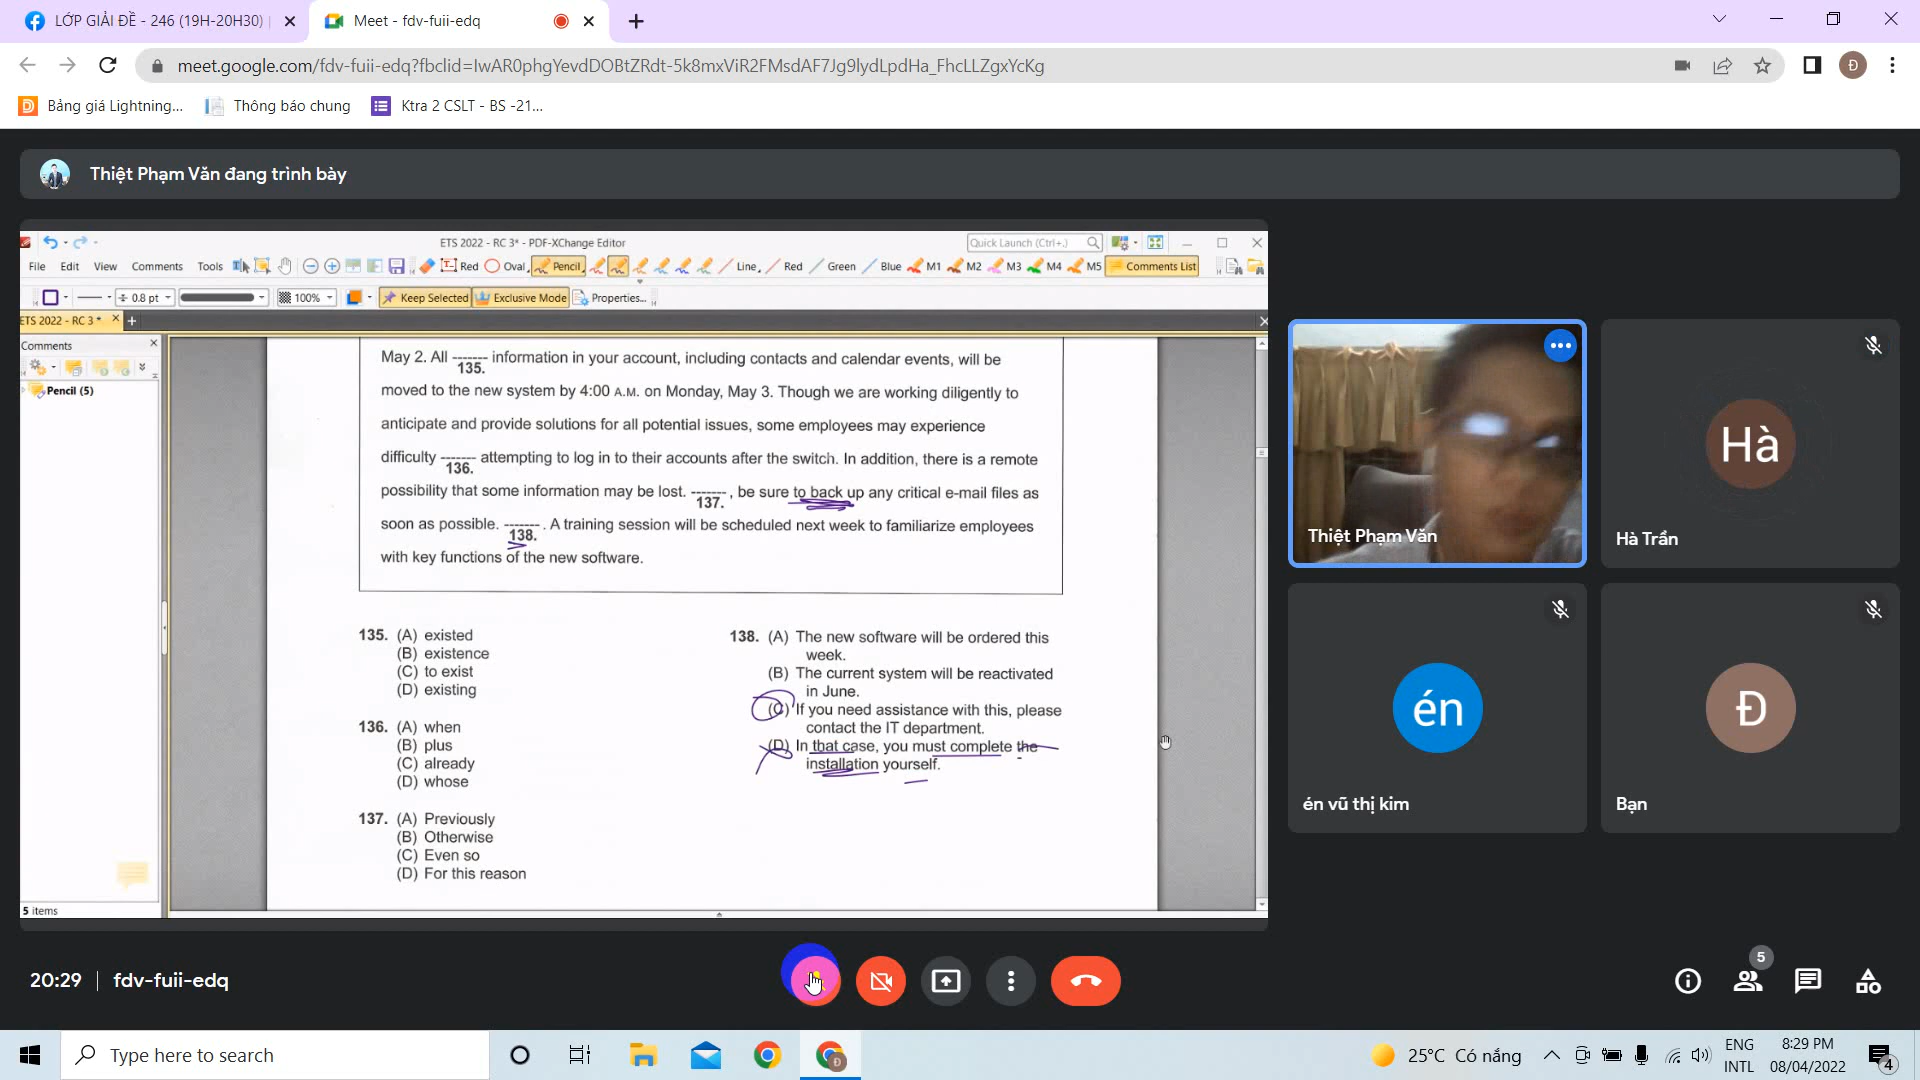 LỚP GIẢI ĐỀ - 246 (19H-20H30)
Meet - fdv-fuii-edq
meet.google.com/fdv-fuii-edq?fbclid=IwAR0phgYevdDOBtZRdt-5k8mxViR2FMsdAF7Jg9lydLpdHa_FhcLLZgxYcKg
Đ
Bảng giá Lightning...
Thông báo chung
Ktra 2 CSLT - BS -21...
Thiệt Phạm Văn đang trình bày
ETS 2022 - RC 3* - PDF-XChange Editor
Quick Launch (Ctrl+.)
File Edit View Comments Tools Red Oval Pencil Line Red Green Blue M1 M2 M3 M4 M5 Comments List
0.8 pt 100% Keep Selected Exclusive Mode Properties...
ETS 2022 - RC 3 *
Comments
Pencil (5)
5 items
May 2. All ------- information in your account, including contacts and calendar events, will be
135.
moved to the new system by 4:00 A.M. on Monday, May 3. Though we are working diligently to
anticipate and provide solutions for all potential issues, some employees may experience
difficulty ------- attempting to log in to their accounts after the switch. In addition, there is a remote
136.
possibility that some information may be lost. -------, be sure to back up any critical e-mail files as
137.
soon as possible. -------. A training session will be scheduled next week to familiarize employees
138.
with key functions of the new software.
135. (A) existed
(B) existence
(C) to exist
(D) existing
136. (A) when
(B) plus
(C) already
(D) whose
137. (A) Previously
(B) Otherwise
(C) Even so
(D) For this reason
138. (A) The new software will be ordered this
week.
(B) The current system will be reactivated
in June.
(C) If you need assistance with this, please
contact the IT department.
(D) In that case, you must complete the
installation yourself.
Thiệt Phạm Văn
Hà
Hà Trần
én
én vũ thị kim
Đ
Bạn
20:29 | fdv-fuii-edq
5
Type here to search
25°C Có nắng
ENG
INTL
8:29 PM
08/04/2022
4